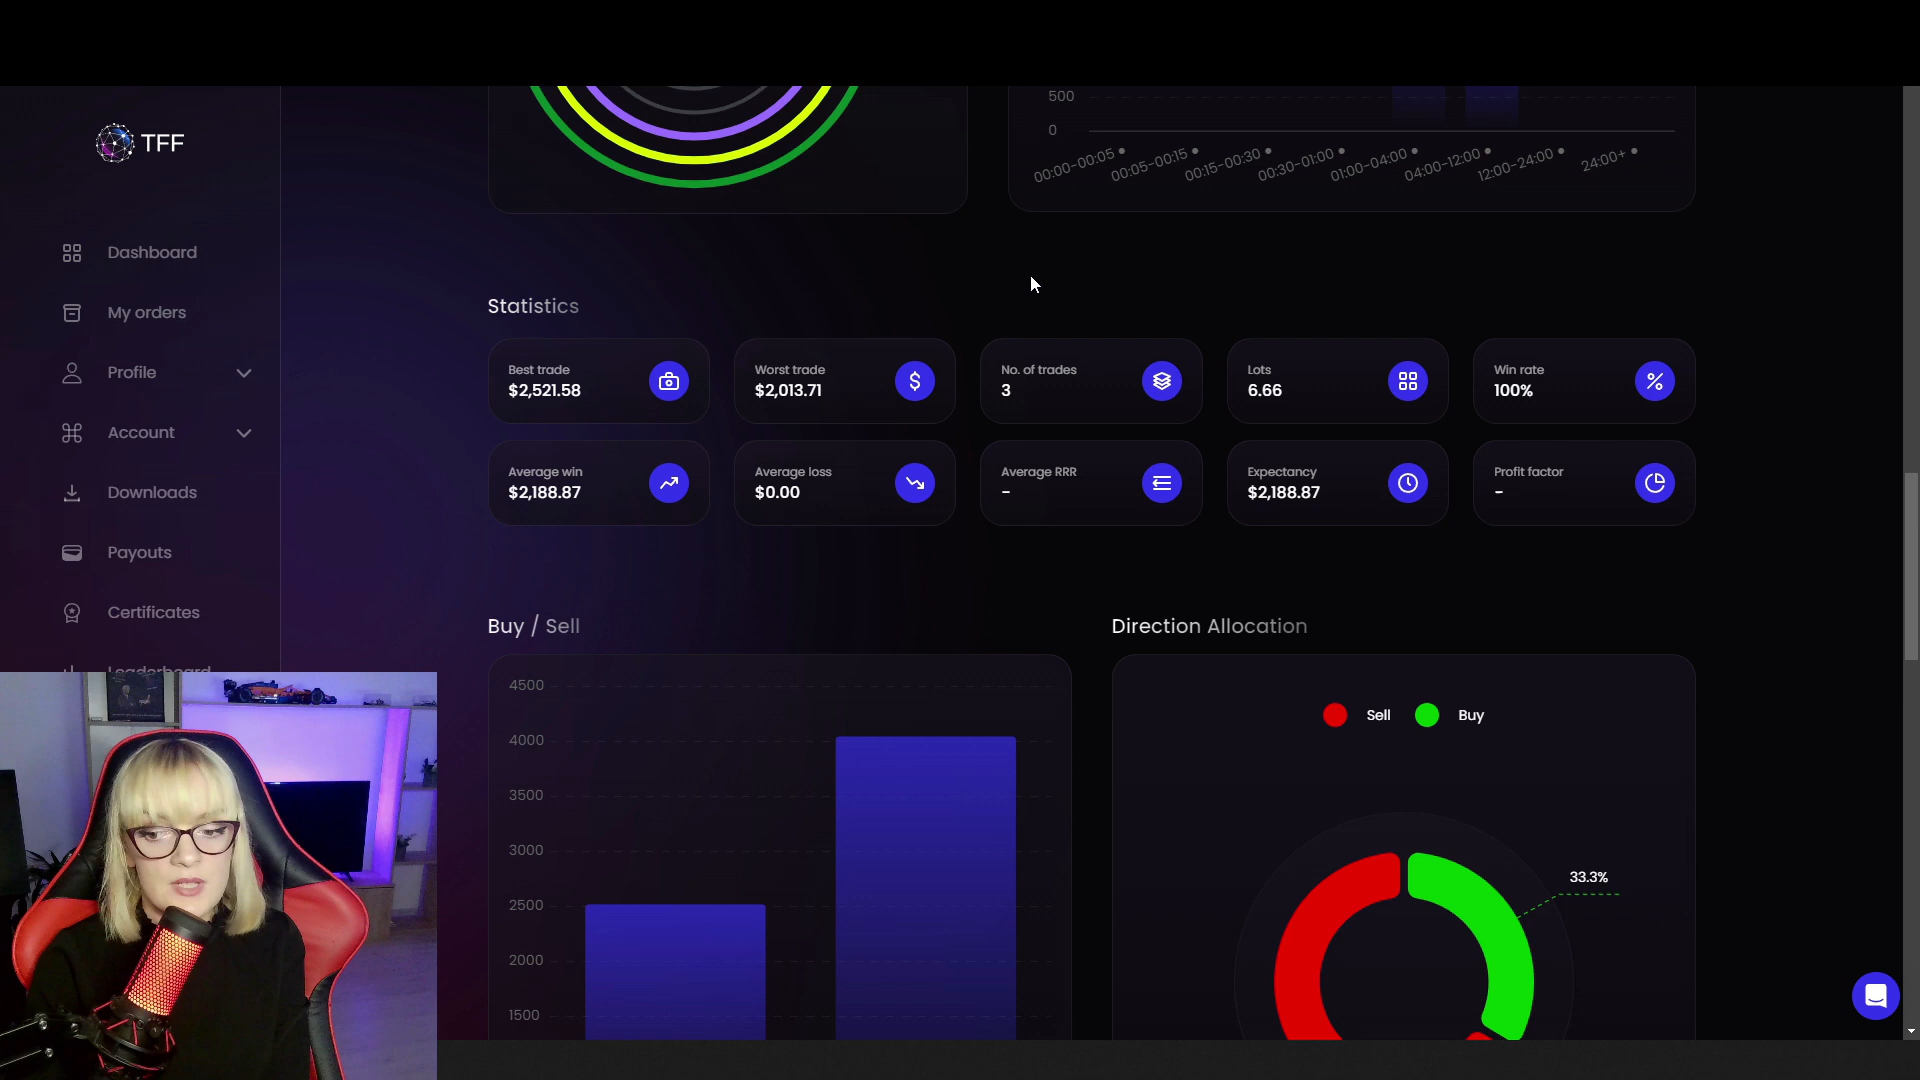 500
0
00:00-00:05
00:05-00:15
00:15-00:30
00:30-01:00
01:00-04:00
04:00-12:00
12:00-24:00
24:00+
TFF
Dashboard
My orders
Profile
Account
Downloads
Payouts
Certificates
Leaderboard
Statistics
Best trade
$2,521.58
Worst trade
$2,013.71
No. of trades
3
Lots
6.66
Win rate
100%
Average win
$2,188.87
Average loss
$0.00
Average RRR
-
Expectancy
$2,188.87
Profit factor
-
Buy / Sell
4500
4000
3500
3000
2500
2000
1500
Direction Allocation
Sell
Buy
33.3%